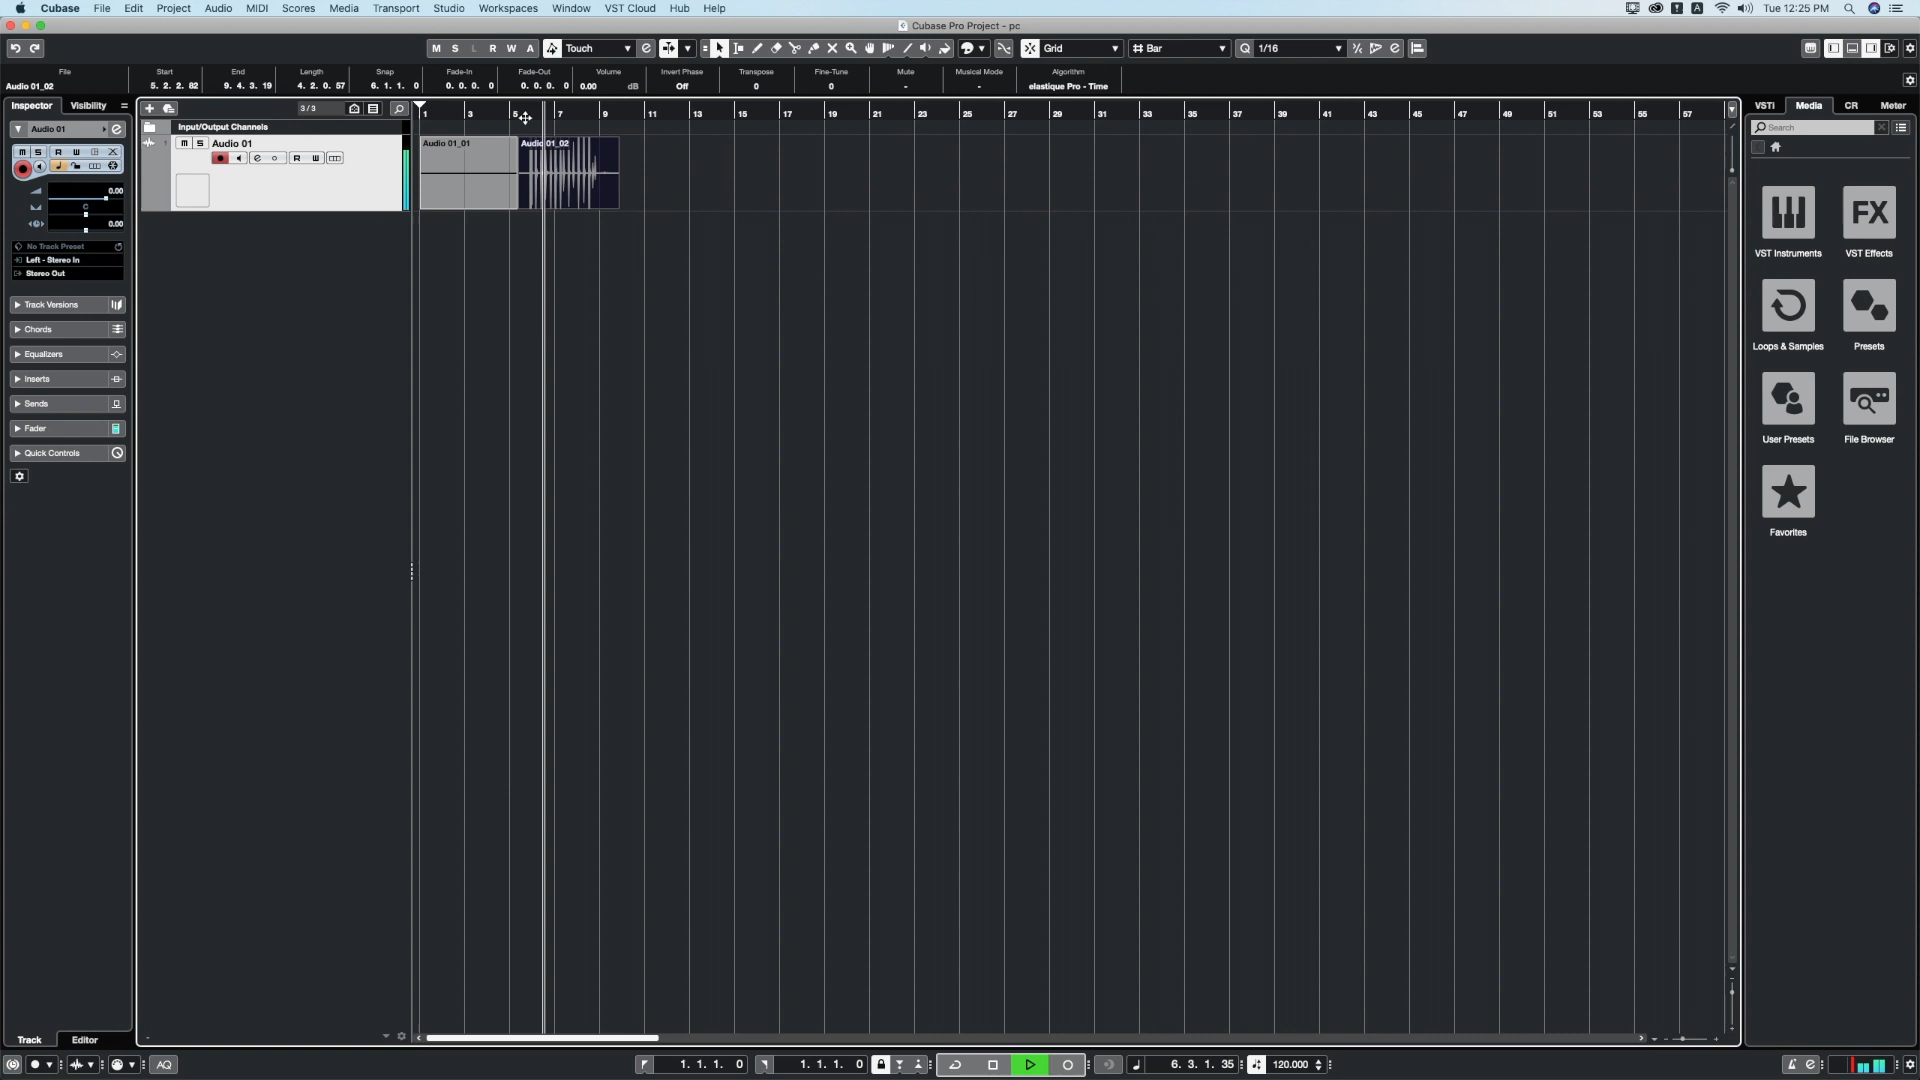 Cubase File Edit Project Audio MIDI Scores Media Transport Studio Workspaces Window VST Cloud Hub Help
Tue 12:25 PM
Cubase Pro Project - pc
M S L R W A Touch Grid Bar Q 1/16
File Start End Length Snap Fade-In Fade-Out Volume Invert Phase Transpose Fine-Tune Mute Musical Mode Algorithm
Audio 01_02 5. 2. 2. 82 9. 4. 3. 19 4. 2. 0. 57 6. 1. 1. 0 0. 0. 0. 0 0. 0. 0. 0 0.00 dB Off 0 0 - - elastique Pro - Time
Inspector Visibility
3/3
1 3 5 7 9 11 13 15 17 19 21 23 25 27 29 31 33 35 37 39 41 43 45 47 49 51 53 55 57
VSTi Media CR Meter
Audio 01
Input/Output Channels
Search
M S R W
1 M S Audio 01
R W
Audio 01_01
Audio 01_02
0.00
C
0.00
No Track Preset
Left - Stereo In
Stereo Out
Track Versions
Chords
Equalizers
Inserts
Sends
Fader
Quick Controls
FX
VST Instruments VST Effects
Loops & Samples Presets
User Presets File Browser
Favorites
Track Editor
AQ
1. 1. 1. 0
1. 1. 1. 0
6. 3. 1. 35
120.000